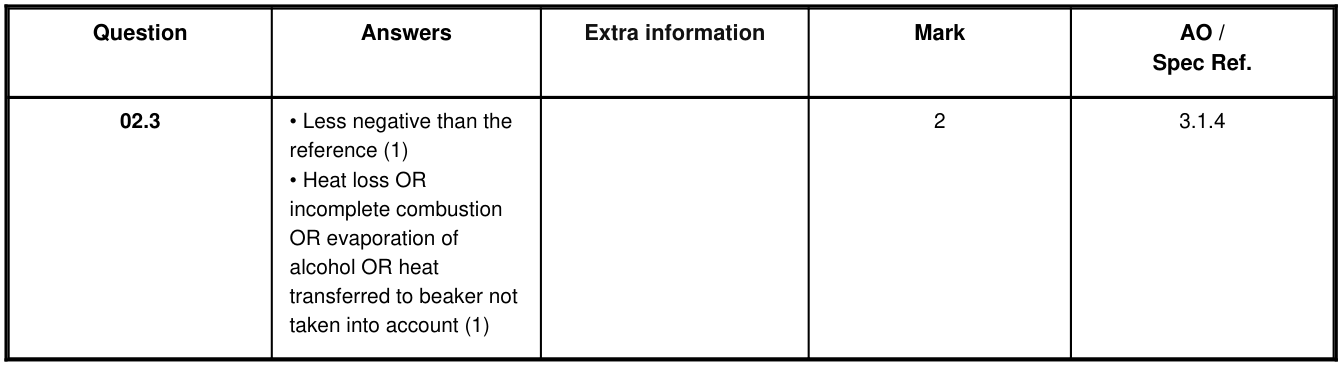 Question Answers Extra information Mark AO /
Spec Ref.
02.3 • Less negative than the 2 3.1.4
reference (1)
• Heat loss OR
incomplete combustion
OR evaporation of
alcohol OR heat
transferred to beaker not
taken into account (1)